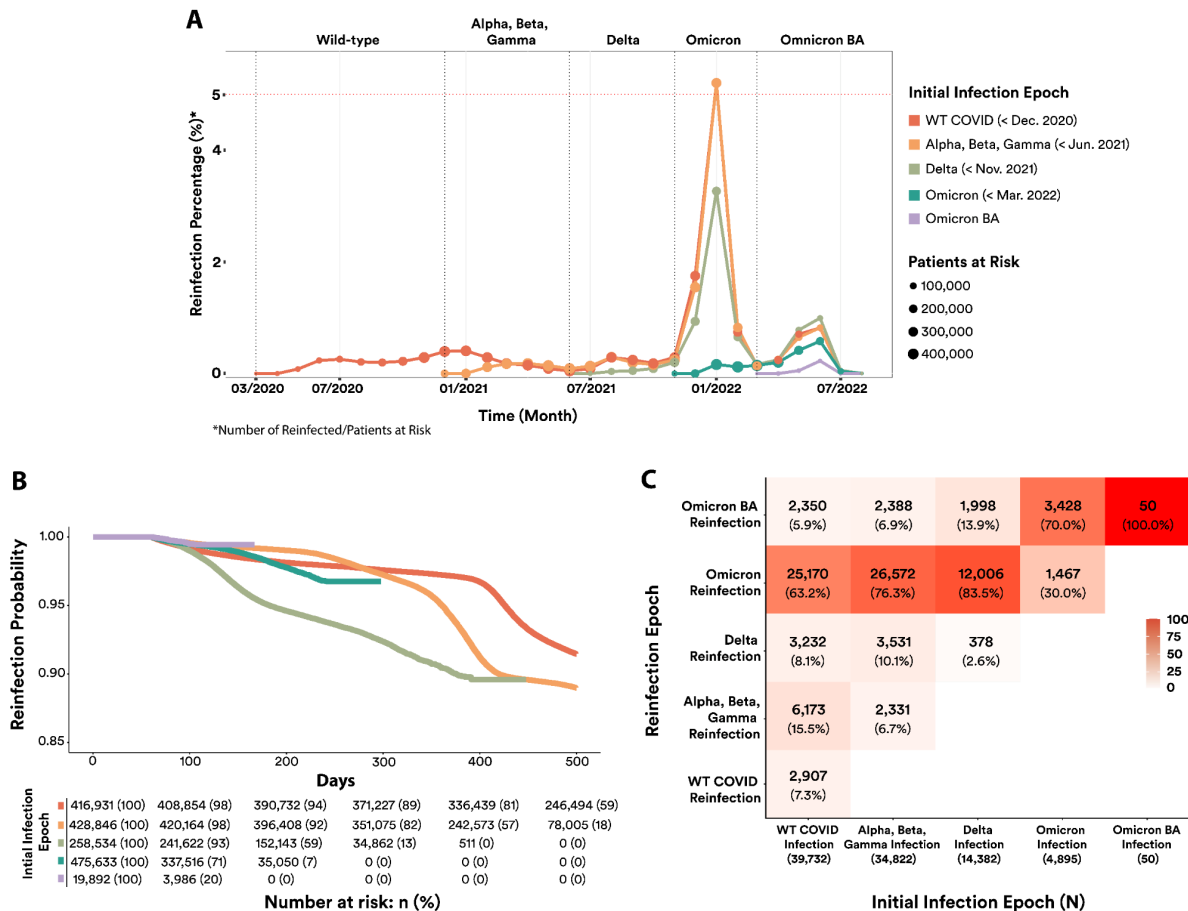 A
Wild-type
Alpha, Beta,
Gamma
Delta
Omicron
Omnicron BA
Reinfection Percentage (%)*
5
4
2
0
03/2020
07/2020
01/2021
07/2021
01/2022
07/2022
Time (Month)
*Number of Reinfected/Patients at Risk
Initial Infection Epoch
WT COVID (< Dec. 2020)
Alpha, Beta, Gamma (< Jun. 2021)
Delta (< Nov. 2021)
Omicron (< Mar. 2022)
Omicron BA
Patients at Risk
100,000
200,000
300,000
400,000
B
Reinfection Probability
1.00
0.95
0.90
0.85
0
100
200
300
400
500
Days
Intial Infection
Epoch
416,931 (100) 408,854 (98) 390,732 (94) 371,227 (89) 336,439 (81) 246,494 (59)
428,846 (100) 420,164 (98) 396,408 (92) 351,075 (82) 242,573 (57) 78,005 (18)
258,534 (100) 241,622 (93) 152,143 (59) 34,862 (13) 511 (0) 0 (0)
475,633 (100) 337,516 (71) 35,050 (7) 0 (0) 0 (0) 0 (0)
19,892 (100) 3,986 (20) 0 (0) 0 (0) 0 (0) 0 (0)
Number at risk: n (%)
C
Reinfection Epoch
Omicron BA
Reinfection
2,350 2,388 1,998 3,428 50
(5.9%) (6.9%) (13.9%) (70.0%) (100.0%)
Omicron
Reinfection
25,170 26,572 12,006 1,467
(63.2%) (76.3%) (83.5%) (30.0%)
Delta
Reinfection
3,232 3,531 378
(8.1%) (10.1%) (2.6%)
Alpha, Beta,
Gamma
Reinfection
6,173 2,331
(15.5%) (6.7%)
WT COVID
Reinfection
2,907
(7.3%)
100
75
50
25
0
WT COVID Alpha, Beta, Delta Omicron Omicron BA
Infection Gamma Infection Infection Infection Infection
(39,732) (34,822) (14,382) (4,895) (50)
Initial Infection Epoch (N)